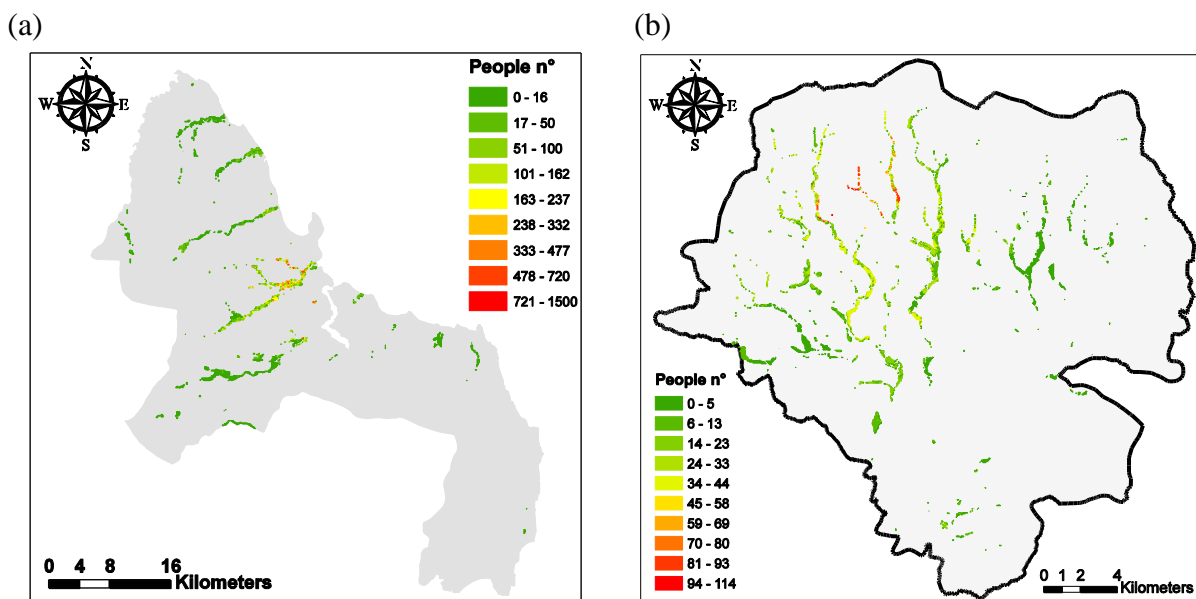 (a)
(b)
N
W E
S
People n°
0 - 16
17 - 50
51 - 100
101 - 162
163 - 237
238 - 332
333 - 477
478 - 720
721 - 1500
0 4 8 16
Kilometers
N
W E
S
People n°
0 - 5
6 - 13
14 - 23
24 - 33
34 - 44
45 - 58
59 - 69
70 - 80
81 - 93
94 - 114
0 1 2 4
Kilometers